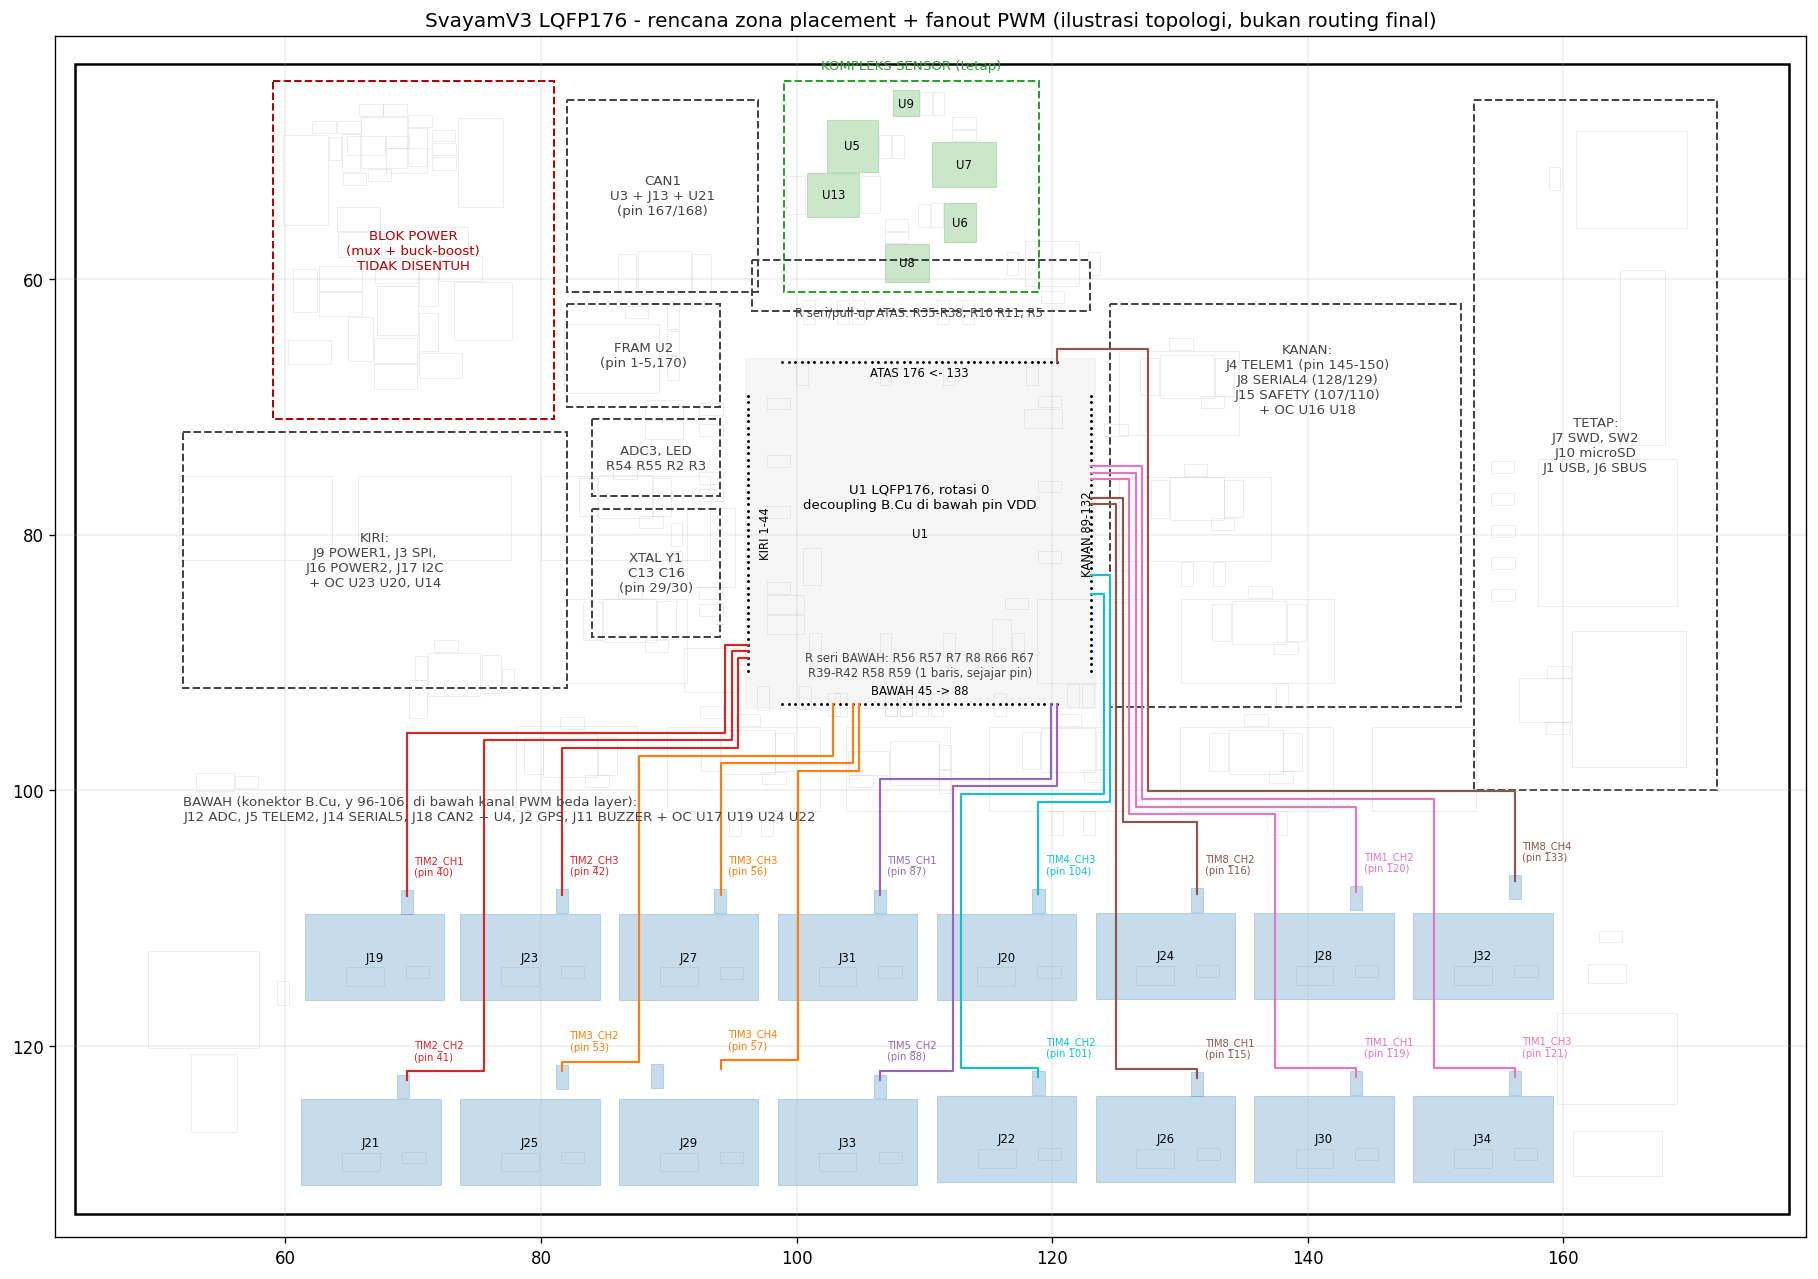 SvayamV3 LQFP176 - rencana zona placement + fanout PWM (ilustrasi topologi, bukan routing final)
KOMPLEKS SENSOR (tetap)
U9
U5
U7
U13
U6
U8
CAN1
U3 + J13 + U21
(pin 167/168)
BLOK POWER
(mux + buck-boost)
TIDAK DISENTUH
R seri/pull-up ATAS: R35-R38, R10 R11, R5
FRAM U2
(pin 1-5,170)
KANAN:
J4 TELEM1 (pin 145-150)
J8 SERIAL4 (128/129)
J15 SAFETY (107/110)
+ OC U16 U18
ATAS 176 <- 133
TETAP:
J7 SWD, SW2
J10 microSD
J1 USB, J6 SBUS
ADC3, LED
R54 R55 R2 R3
U1 LQFP176, rotasi 0
decoupling B.Cu di bawah pin VDD
U1
KIRI 1-44
KANAN 89-132
KIRI:
J9 POWER1, J3 SPI,
J16 POWER2, J17 I2C
+ OC U23 U20, U14
XTAL Y1
C13 C16
(pin 29/30)
R seri BAWAH: R56 R57 R7 R8 R66 R67
R39-R42 R58 R59 (1 baris, sejajar pin)
BAWAH 45 -> 88
BAWAH (konektor B.Cu, y 96-106, di bawah kanal PWM beda layer):
J12 ADC, J5 TELEM2, J14 SERIAL5, J18 CAN2 + U4, J2 GPS, J11 BUZZER + OC U17 U19 U24 U22
TIM2_CH1
(pin 40)
TIM2_CH3
(pin 42)
TIM3_CH3
(pin 56)
TIM5_CH1
(pin 87)
TIM4_CH3
(pin 104)
TIM8_CH2
(pin 116)
TIM1_CH2
(pin 120)
TIM8_CH4
(pin 133)
J19
J23
J27
J31
J20
J24
J28
J32
TIM2_CH2
(pin 41)
TIM3_CH2
(pin 53)
TIM3_CH4
(pin 57)
TIM5_CH2
(pin 88)
TIM4_CH2
(pin 101)
TIM8_CH1
(pin 115)
TIM1_CH1
(pin 119)
TIM1_CH3
(pin 121)
J21
J25
J29
J33
J22
J26
J30
J34
60
80
100
120
60
80
100
120
140
160